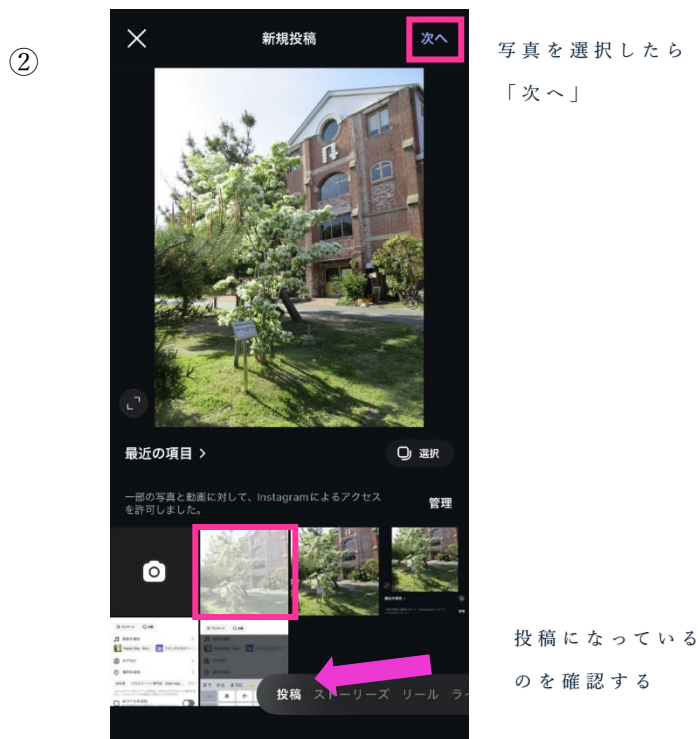 ②
新規投稿
次へ
写真を選択したら
「次へ」
最近の項目 >
選択
一部の写真と動画に対して、Instagramによるアクセス
を許可しました。
管理
投稿 ストーリーズ リール ラ
投稿になっている
のを確認する